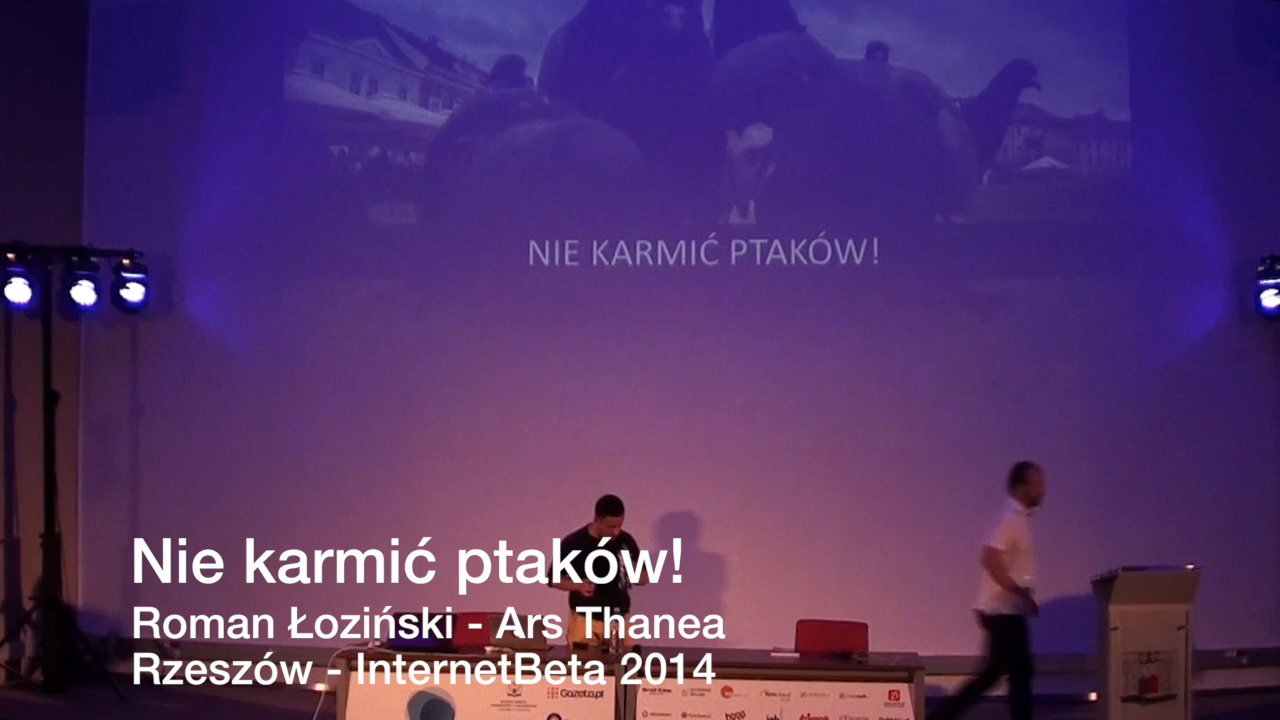 NIE KARMIĆ PTAKÓW!
Nie karmić ptaków!
Roman Łoziński - Ars Thanea
Rzeszów - InternetBeta 2014
Gazeta.pl